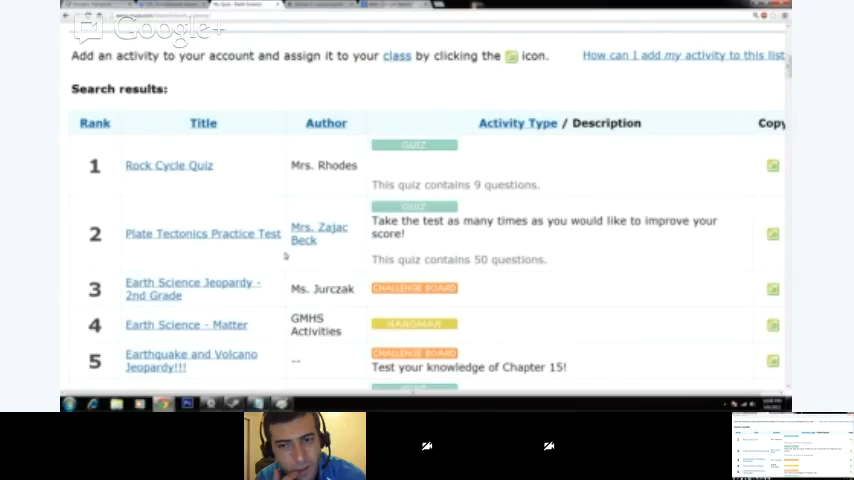 Google+
Add an activity to your account and assign it to your class by clicking the icon.
How can I add my activity to this list
Search results:
Rank Title Author Activity Type / Description Copy
1 Rock Cycle Quiz Mrs. Rhodes QUIZ
This quiz contains 9 questions.
2 Plate Tectonics Practice Test Mrs. Zajac Beck QUIZ
Take the test as many times as you would like to improve your
score!
This quiz contains 50 questions.
3 Earth Science Jeopardy -
2nd Grade
Ms. Jurczak CHALLENGE BOARD
4 Earth Science - Matter GMHS
Activities
HANGMAN
5 Earthquake and Volcano
Jeopardy!!!
-- CHALLENGE BOARD
Test your knowledge of Chapter 15!